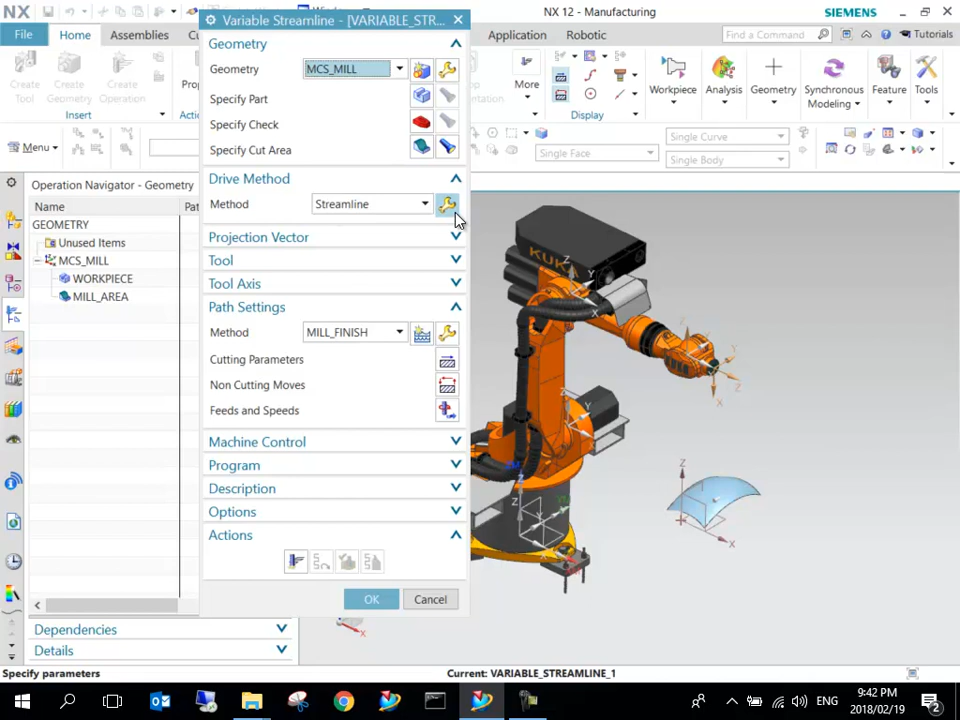 NX
NX 12 - Manufacturing
SIEMENS
Variable Streamline - [VARIABLE_STR...
File
Home
Assemblies
Application
Robotic
Find a Command
Tutorials
Create Tool
Create Geometry
Create Operation
More
Workpiece
Analysis
Geometry
Synchronous Modeling
Feature
Tools
Insert
Display
Menu
Single Face
Single Curve
Single Body
Operation Navigator - Geometry
Name
GEOMETRY
Unused Items
MCS_MILL
WORKPIECE
MILL_AREA
Dependencies
Details
Geometry
Geometry
MCS_MILL
Specify Part
Specify Check
Specify Cut Area
Drive Method
Method
Streamline
Projection Vector
Tool
Tool Axis
Path Settings
Method
MILL_FINISH
Cutting Parameters
Non Cutting Moves
Feeds and Speeds
Machine Control
Program
Description
Options
Actions
OK
Cancel
KUKA
Z
Y
X
Z
X
Specify parameters
Current: VARIABLE_STREAMLINE_1
ENG
9:42 PM
2018/02/19
2